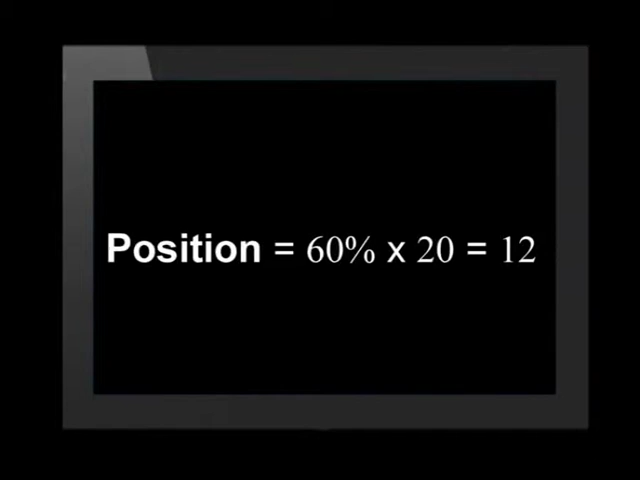 Position = 60% x 20 = 12